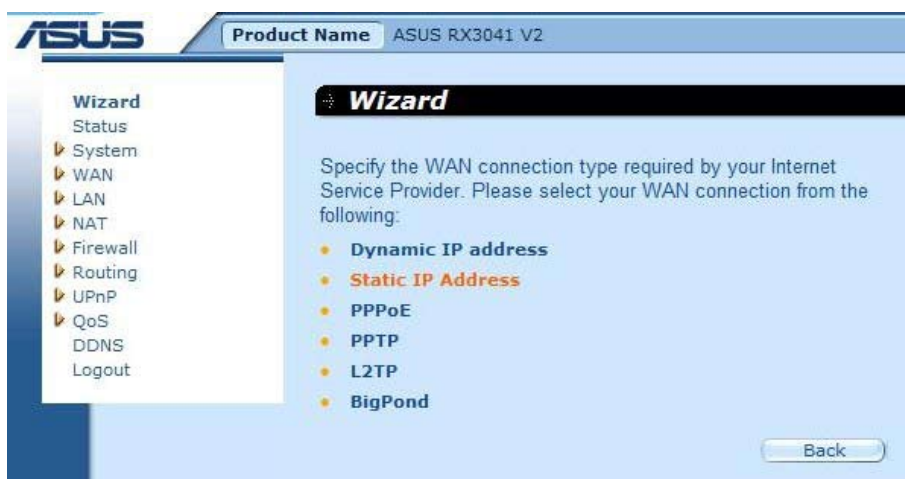 ASUS
Product Name ASUS RX3041 V2
Wizard
Status
System
WAN
LAN
NAT
Firewall
Routing
UPnP
QoS
DDNS
Logout
Wizard
Specify the WAN connection type required by your Internet
Service Provider. Please select your WAN connection from the
following:
Dynamic IP address
Static IP Address
PPPoE
PPTP
L2TP
BigPond
Back